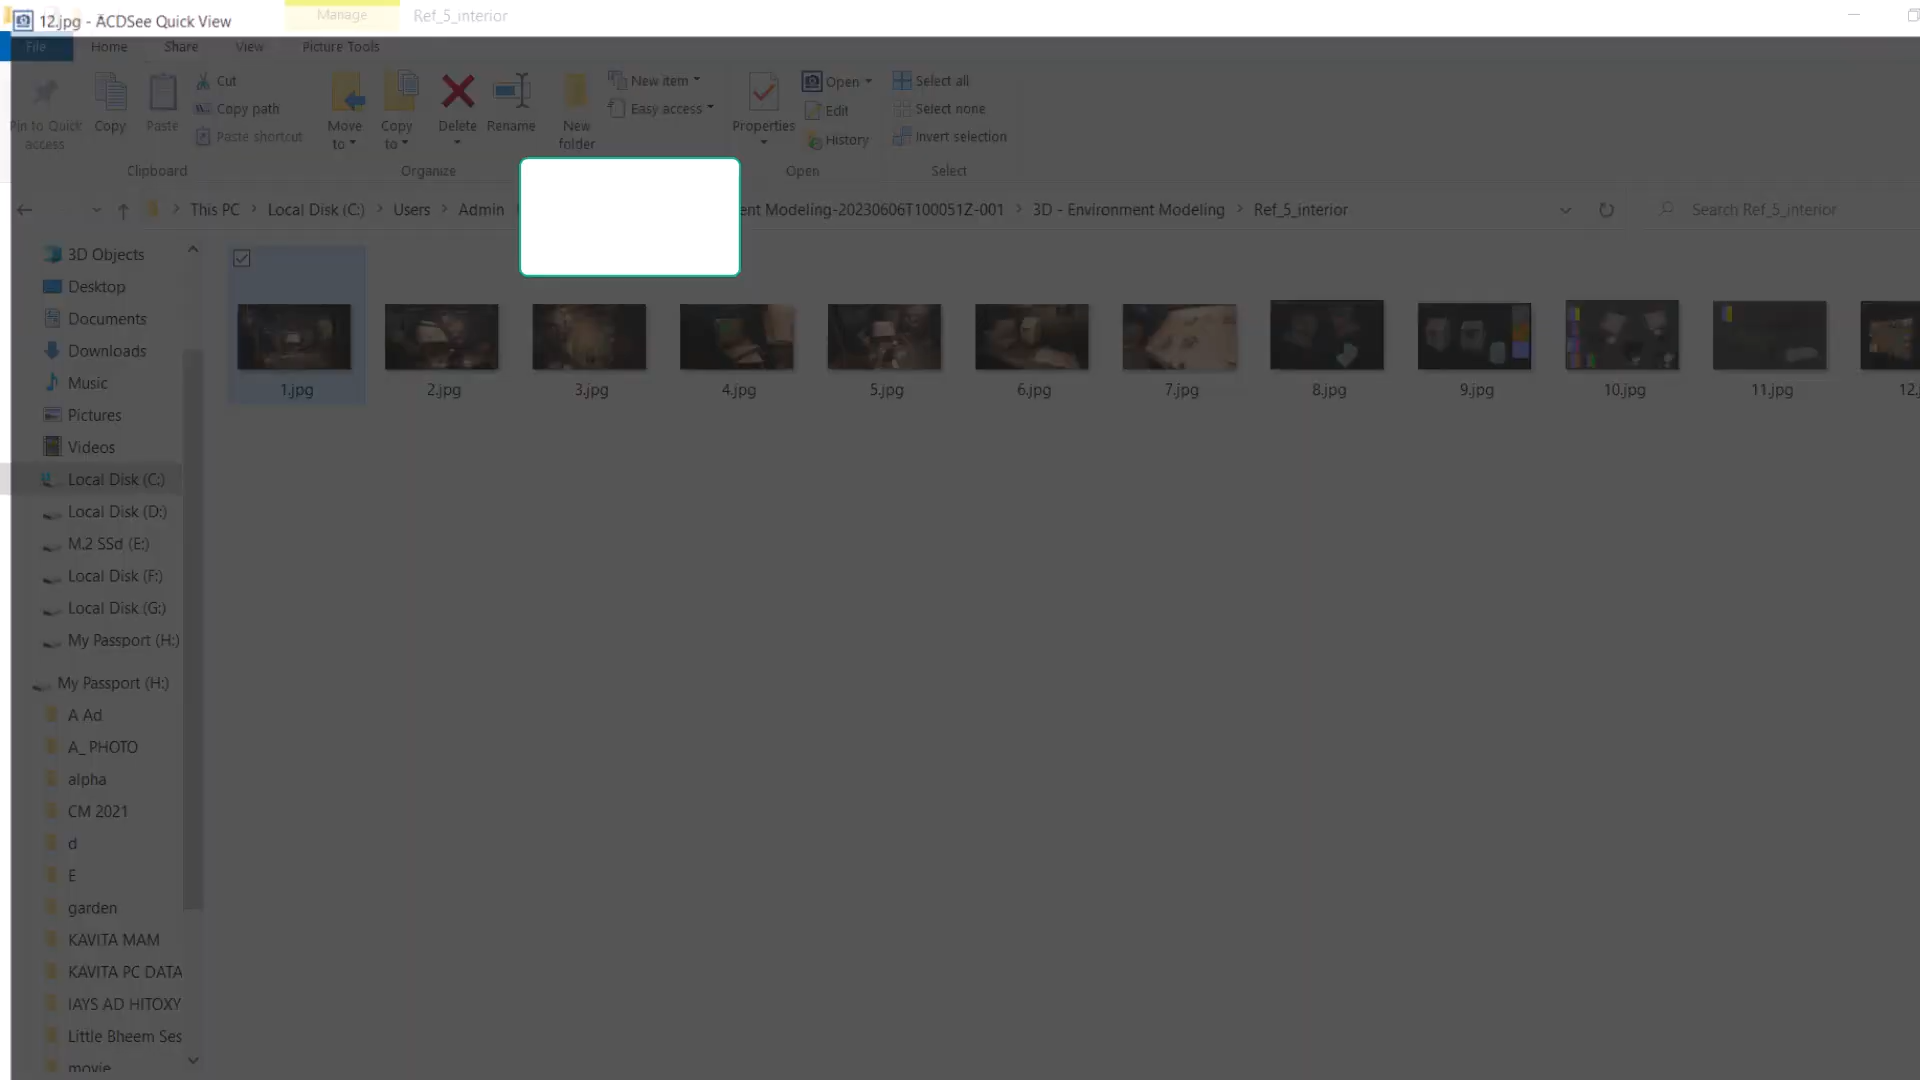 12.jpg - ACDSee Quick View
Manage
Ref_5_interior
File
Home
Share
View
Picture Tools
Pin to Quick access
Copy
Paste
Cut
Copy path
Paste shortcut
Clipboard
Move to
Copy to
Delete
Rename
Organize
New folder
New item
Easy access
Properties
Open
Edit
History
Open
Select all
Select none
Invert selection
Select
This PC
Local Disk (C:)
Users
Admin
ent Modeling-20230606T100051Z-001
3D - Environment Modeling
Ref_5_interior
Search Ref_5_interior
3D Objects
Desktop
Documents
Downloads
Music
Pictures
Videos
Local Disk (C:)
Local Disk (D:)
M.2 SSd (E:)
Local Disk (F:)
Local Disk (G:)
My Passport (H:)
My Passport (H:)
A Ad
A_ PHOTO
alpha
CM 2021
d
E
garden
KAVITA MAM
KAVITA PC DATA
IAYS AD HITOXY
Little Bheem Ses
movie
1.jpg
2.jpg
3.jpg
4.jpg
5.jpg
6.jpg
7.jpg
8.jpg
9.jpg
10.jpg
11.jpg
12.j